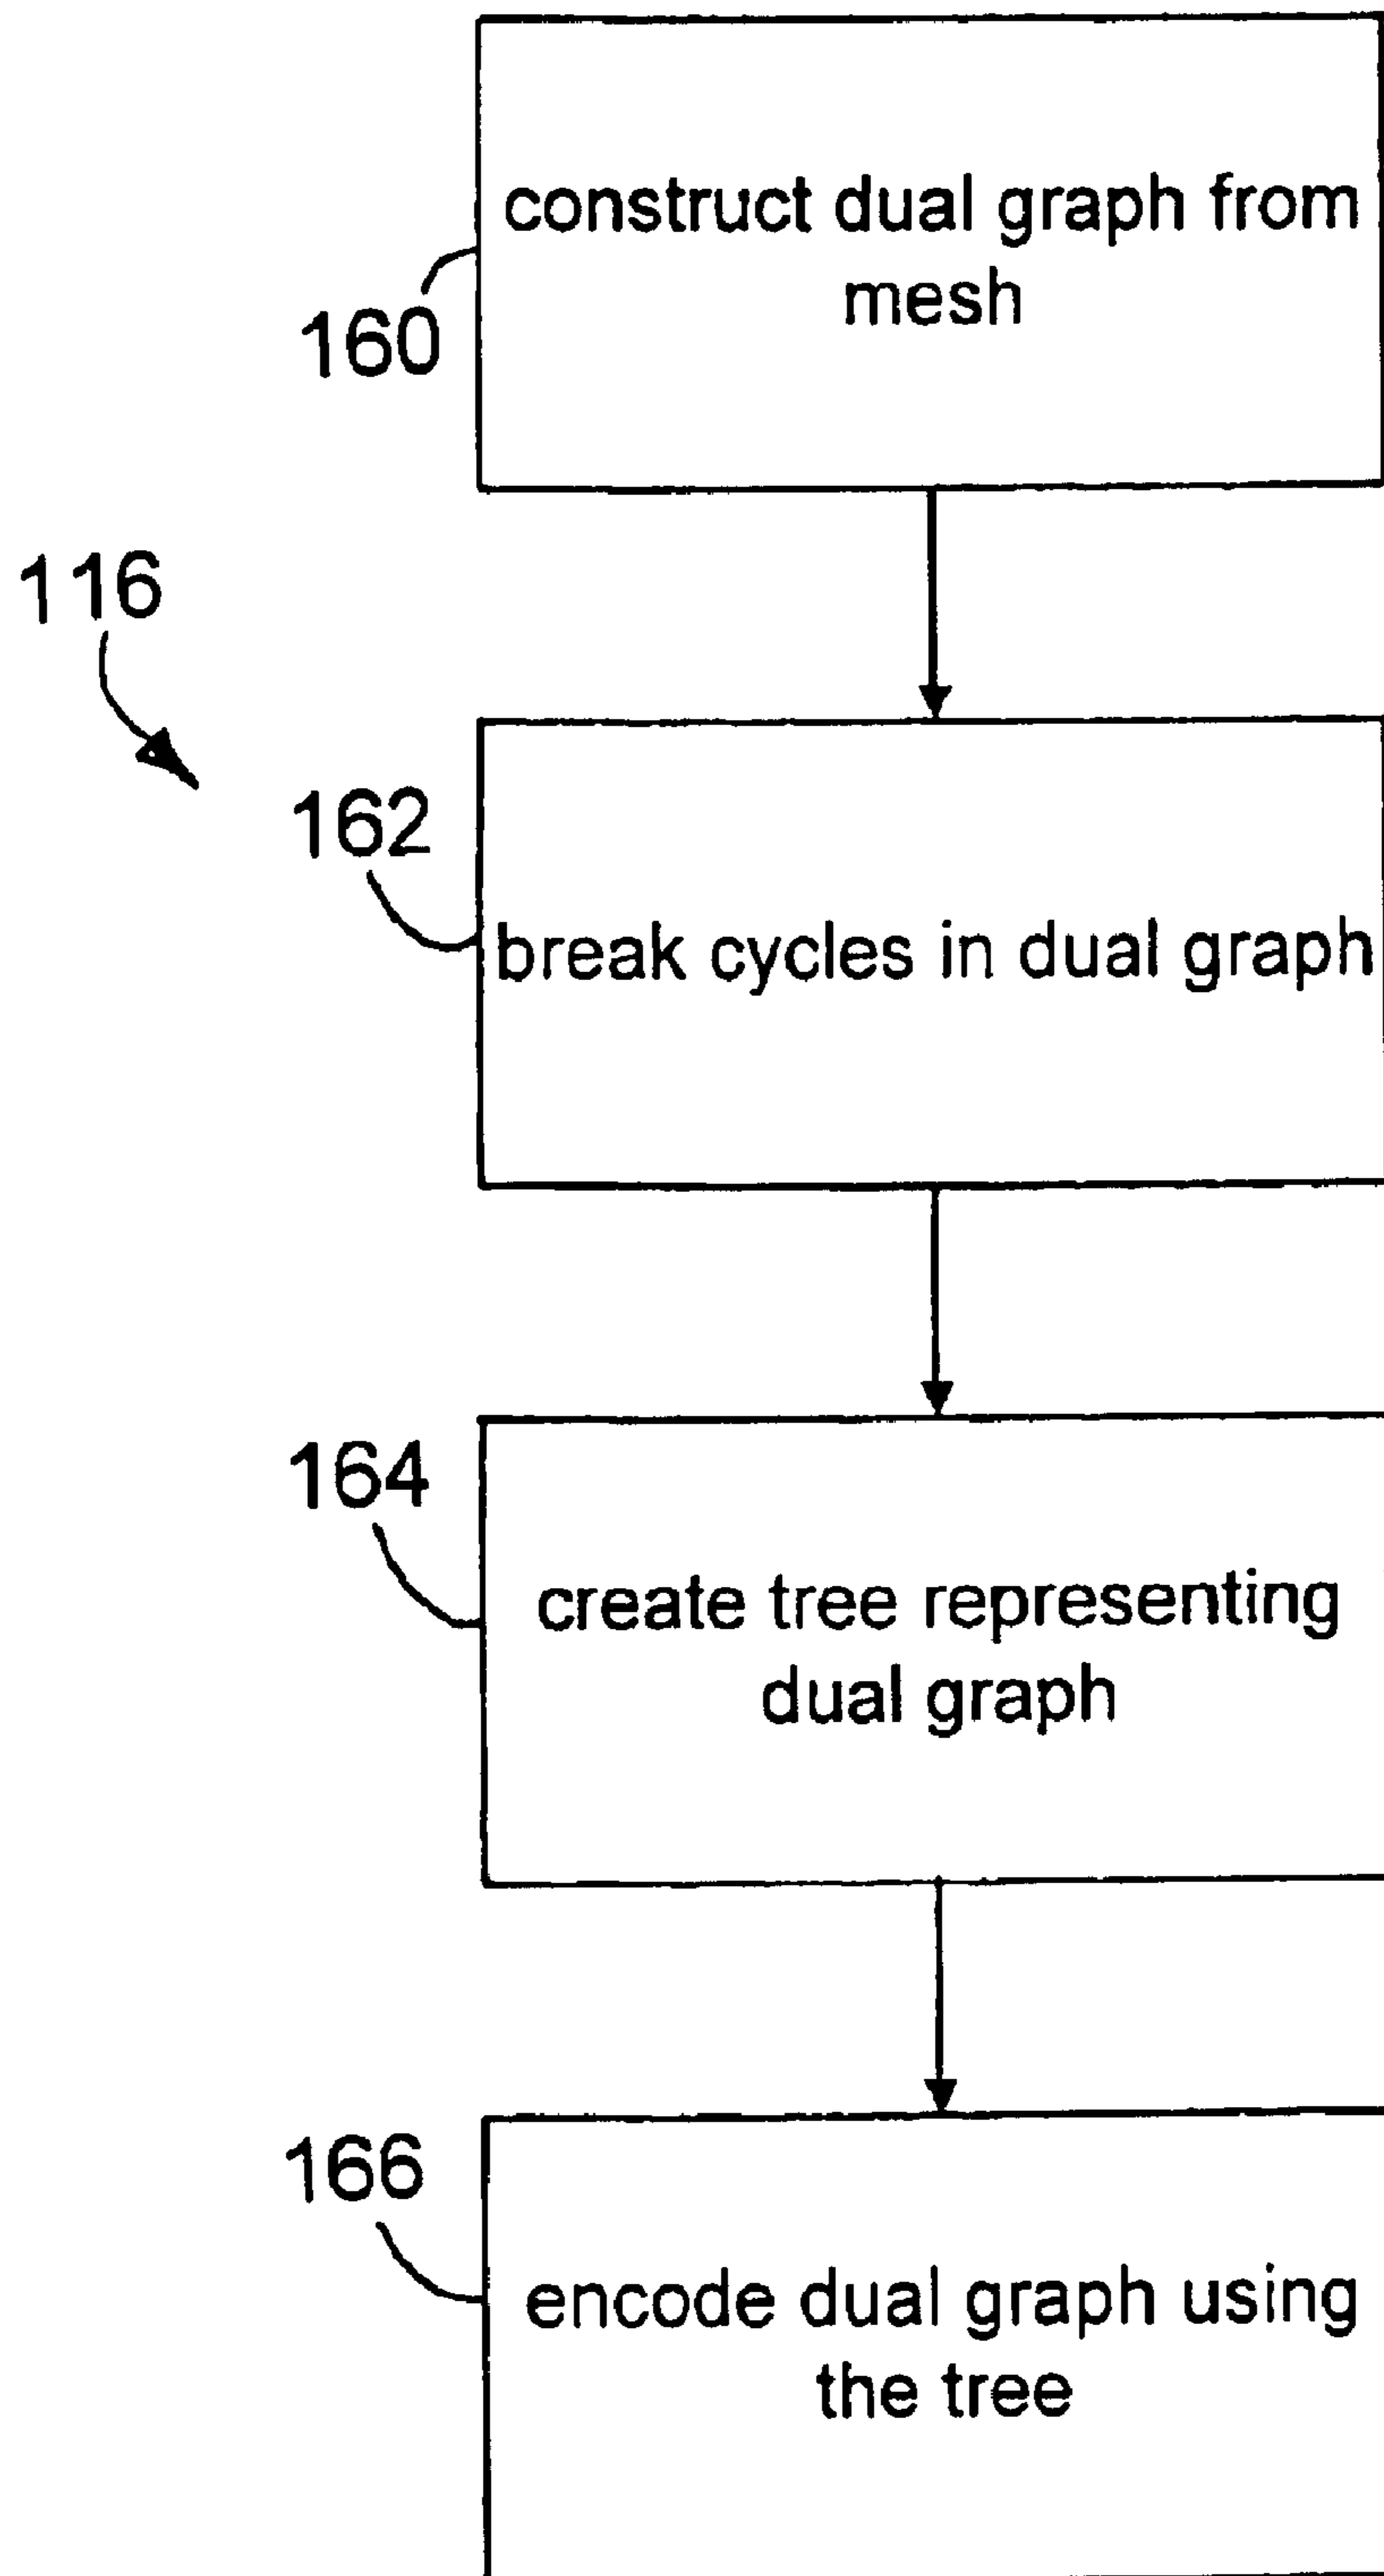 construct dual graph from
mesh
160
116
162
break cycles in dual graph
164
create tree representing
dual graph
166
encode dual graph using
the tree